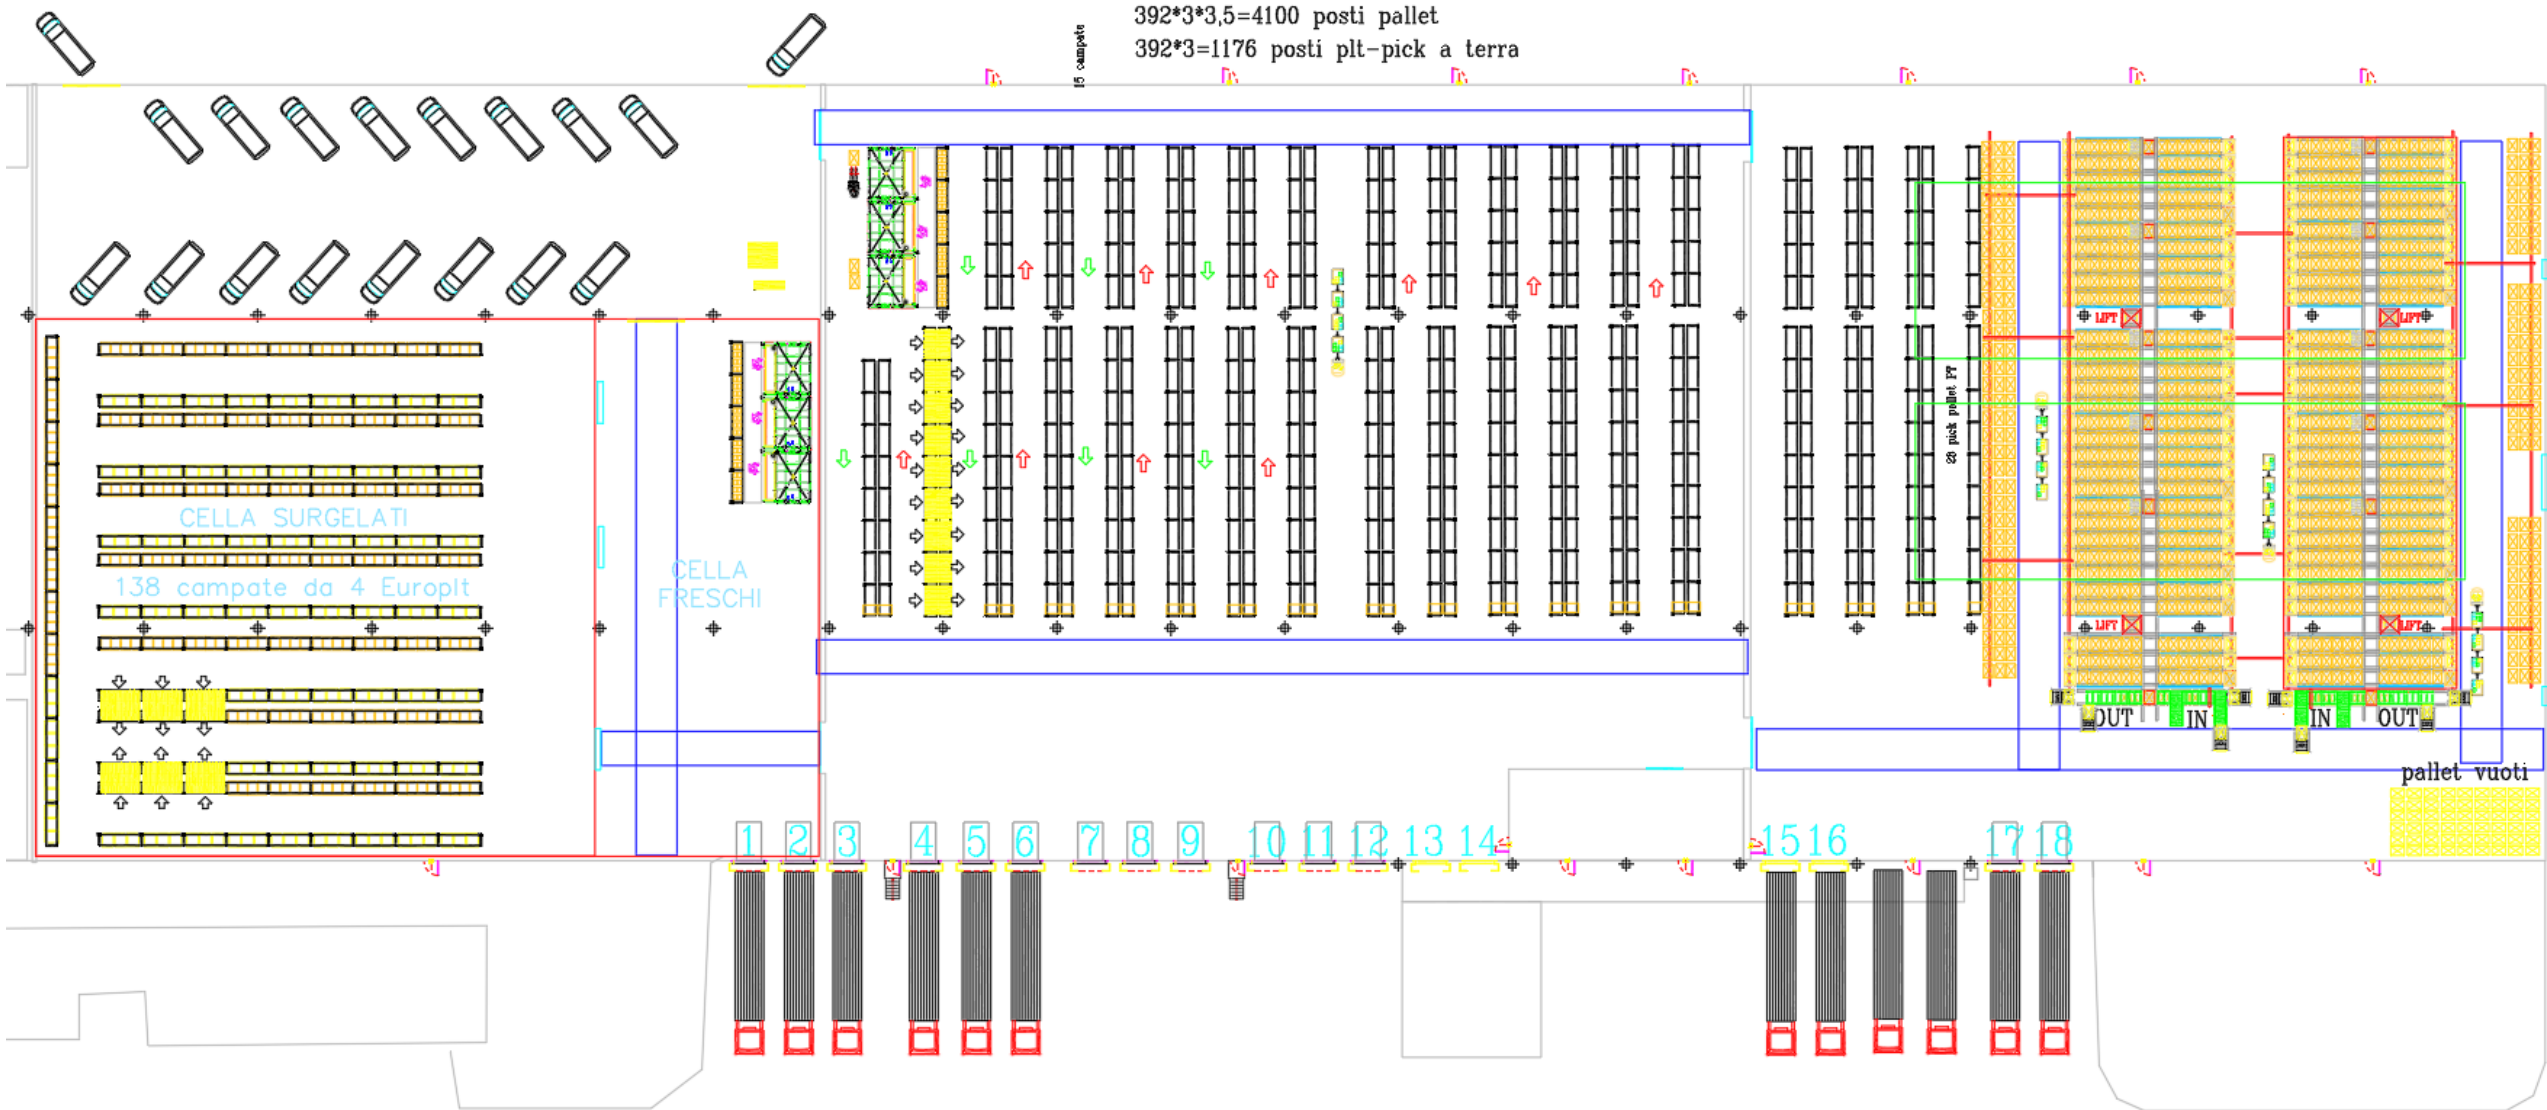 392*3*3,5=4100 posti pallet
392*3=1176 posti plt-pick a terra
15 campate
CELLA SURGELATI
138 campate da 4 Europlt
CELLA
FRESCHI
28 pick pallet FT
LIFT
LIFT
LIFT
LIFT
OUT
IN
IN
OUT
pallet vuoti
1 2 3 4 5 6 7 8 9 10 11 12 13 14 15 16 17 18